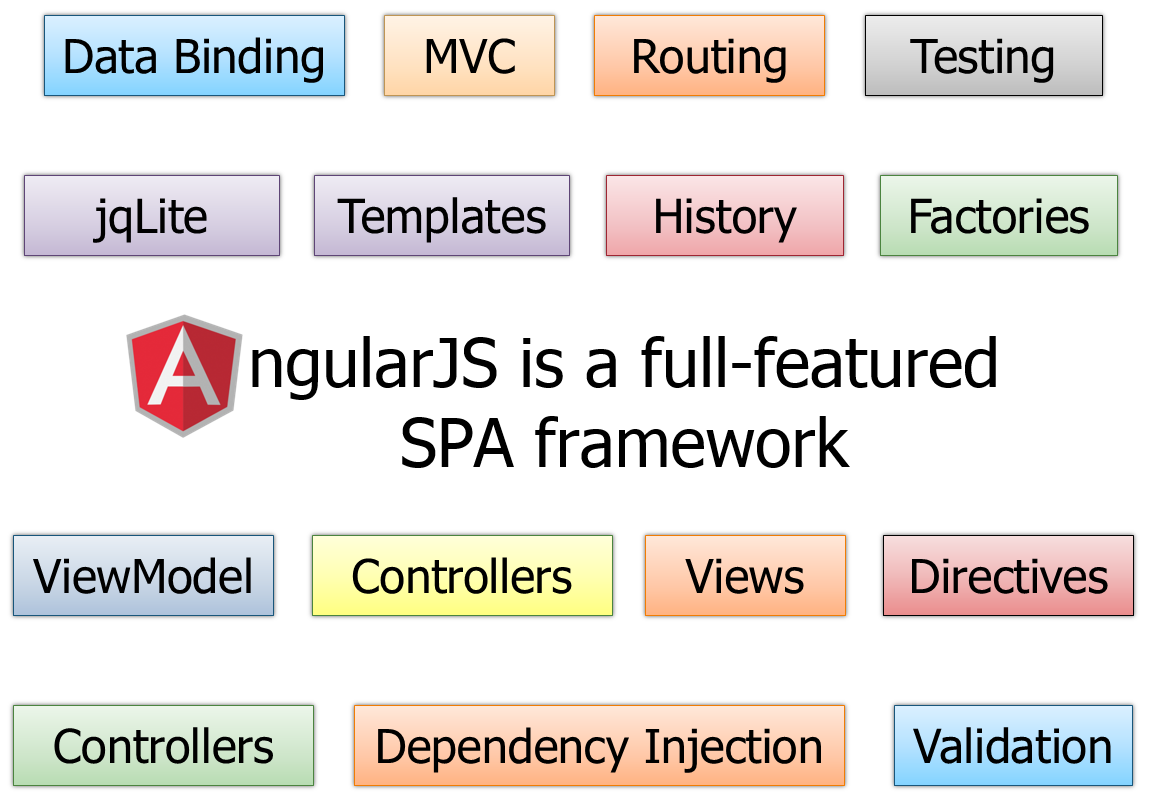 Data Binding
MVC
Routing
Testing
jqLite
Templates
History
Factories
AngularJS is a full-featured
SPA framework
ViewModel
Controllers
Views
Directives
Controllers
Dependency Injection
Validation